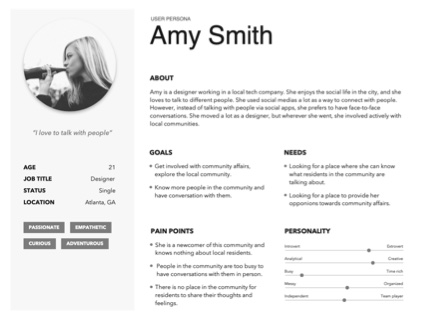 USER PERSONA
Amy Smith
"I love to talk with people"
AGE 21
JOB TITLE Designer
STATUS Single
LOCATION Atlanta, GA
PASSIONATE EMPATHETIC
CURIOUS ADVENTUROUS
ABOUT
Amy is a designer working in a local tech company. She enjoys the social life in the city, and she
loves to talk to different people. She used social medias a lot as a way to connect with people.
However, instead of talking with people via social apps, she prefers to have face-to-face
conversations. She moved a lot as a designer, but wherever she went, she involved actively with
local communities.
GOALS
Get involved with community affairs,
explore the local community.
Know more people in the community and
have conversation with them.
NEEDS
Looking for a place where she can know
what residents in the community are
talking about.
Looking for a place to provide her
opponions towards community affairs.
PAIN POINTS
She is a newcomer of this community and
knows nothing about local residents.
People in the community are too busy to
have conversations with them in person.
There is no place in the community for
residents to share their thoughts and
feelings.
PERSONALITY
Introvert Extrovert
Analytical Creative
Busy Time rich
Messy Organized
Independent Team player